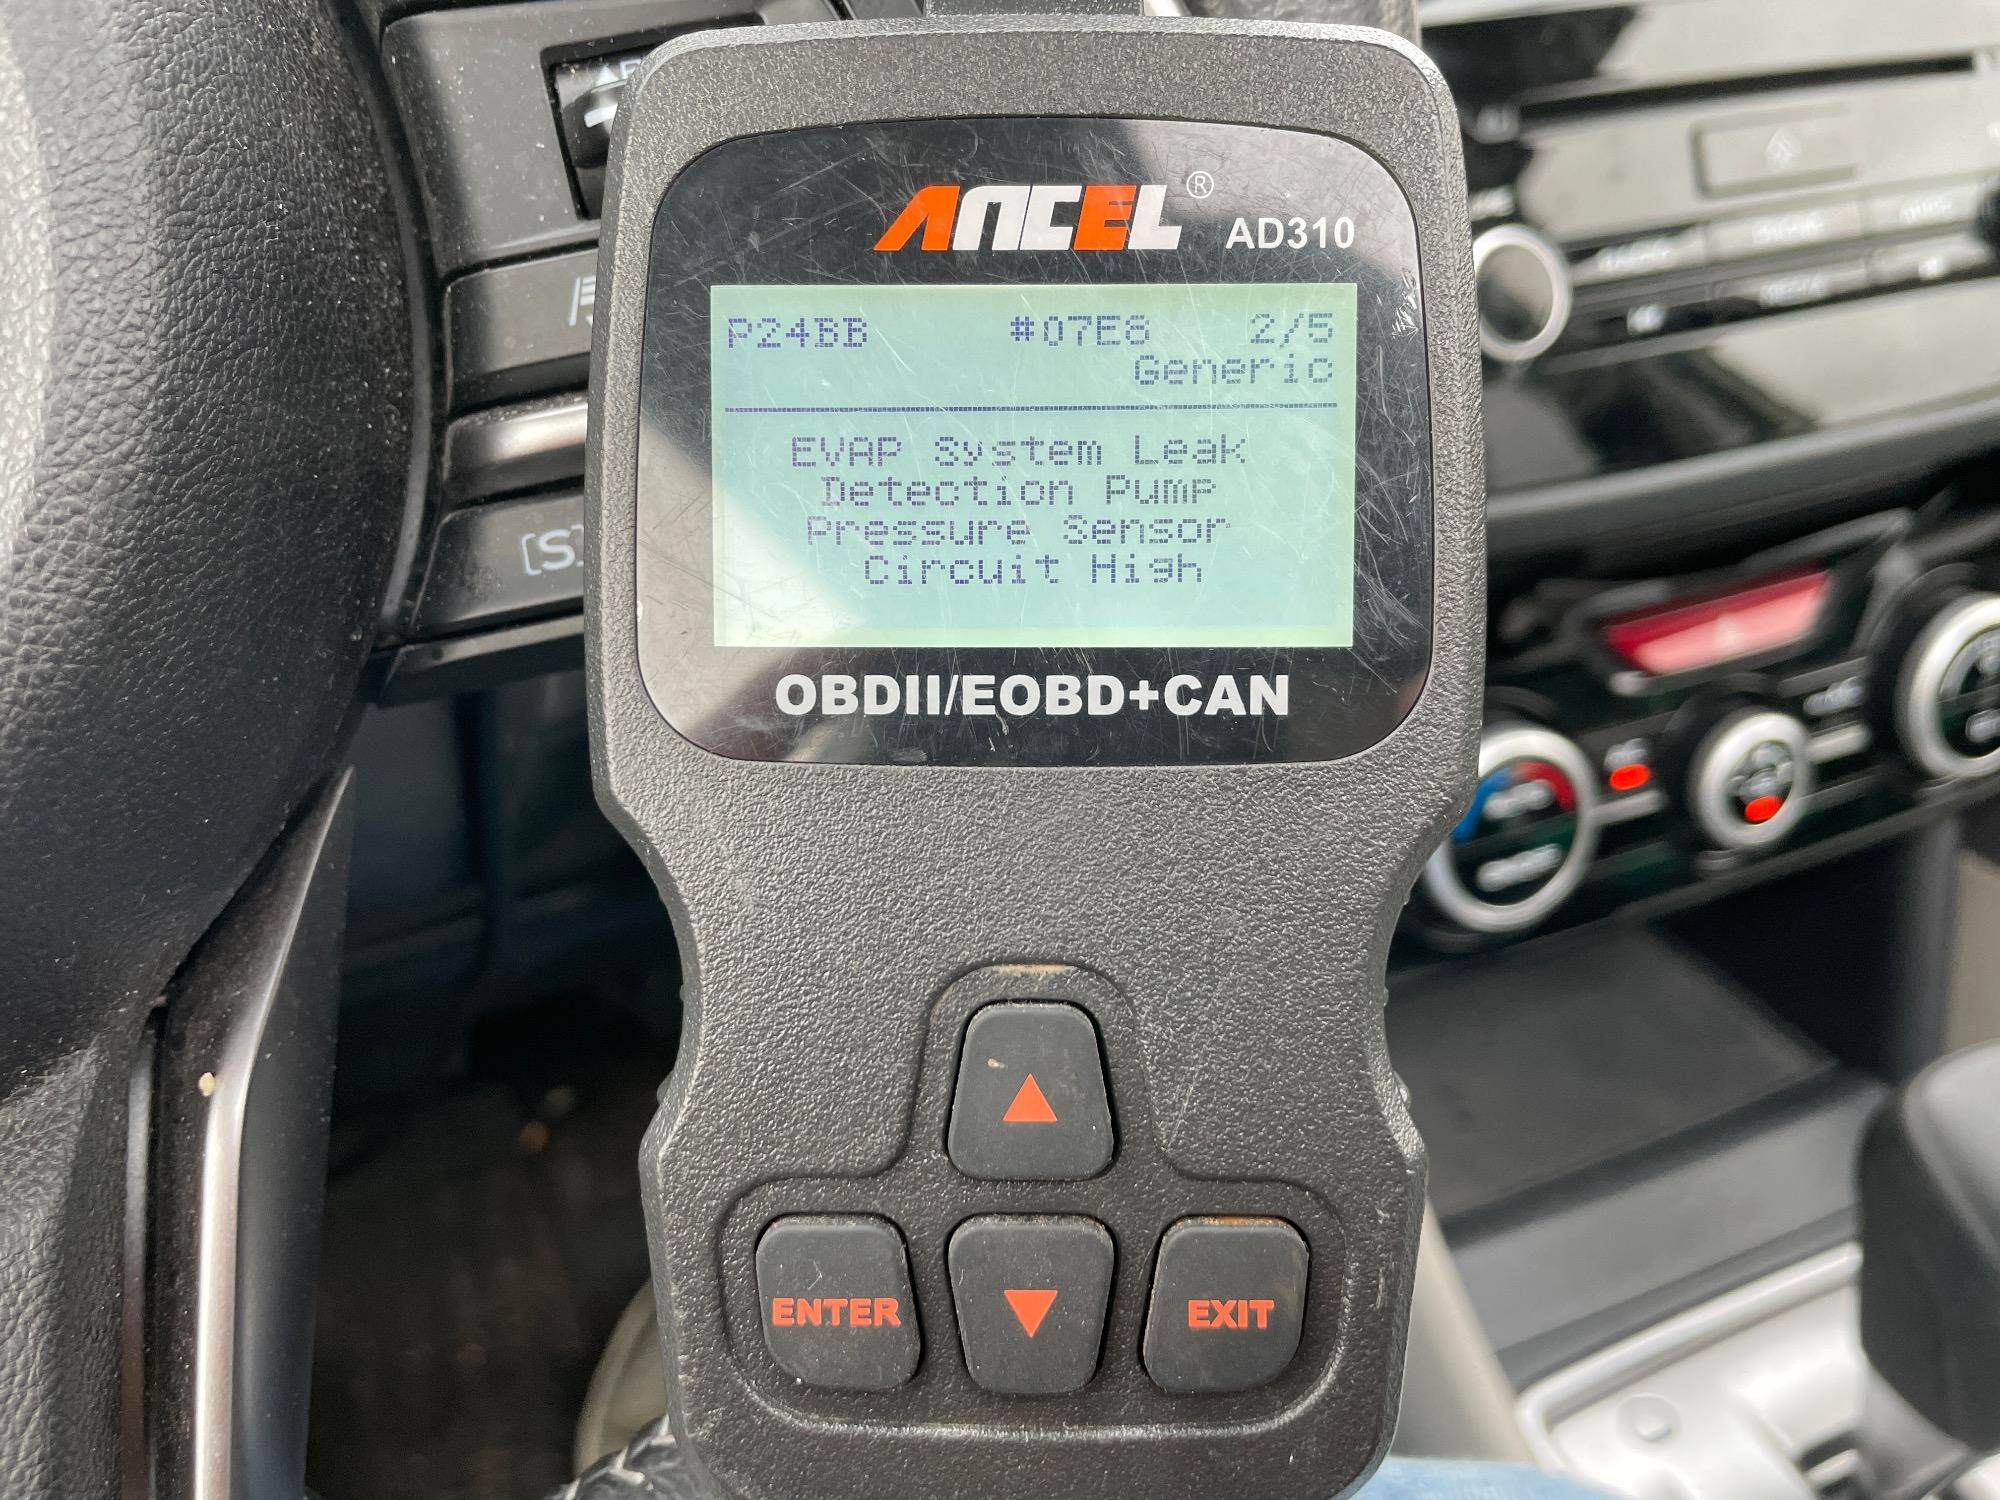 ANCEL®
AD310
P24BB #07E8 2/5
Generic
EVAP System Leak
Detection Pump
Pressure Sensor
Circuit High
OBDII/EOBD+CAN
[S]
ENTER
EXIT